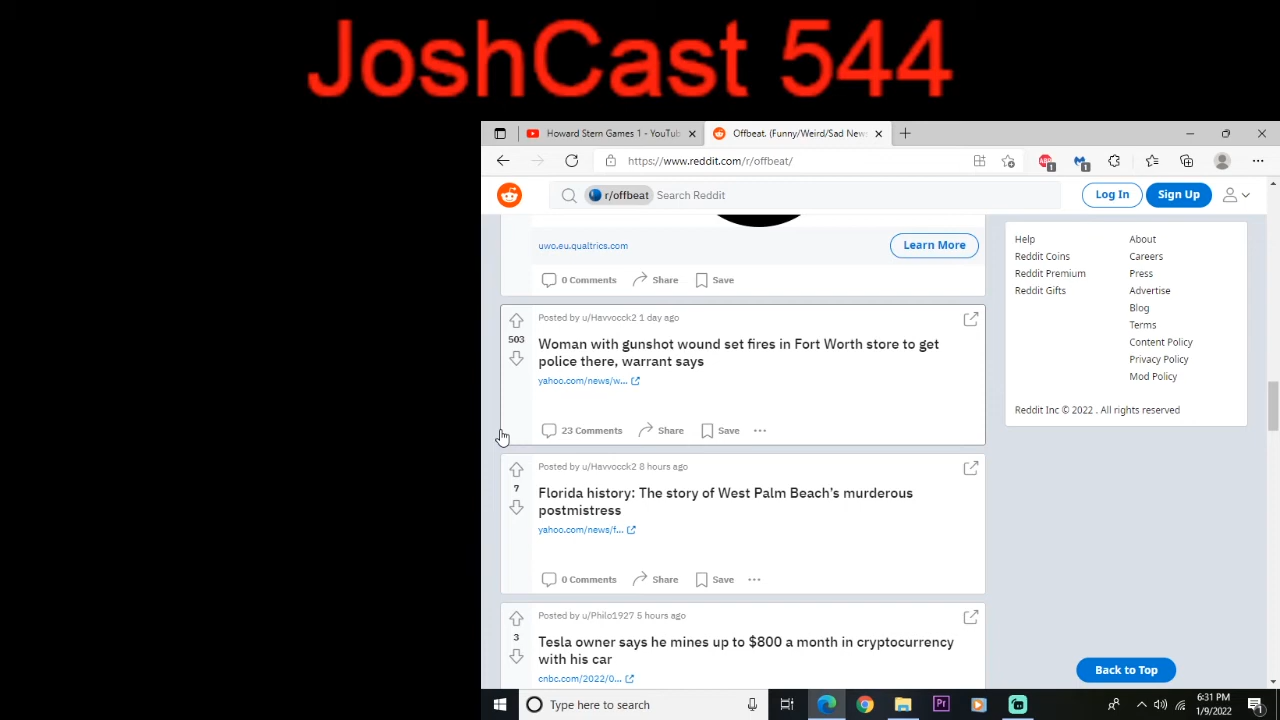 JoshCast 544
Howard Stern Games 1 - YouTub
Offbeat. (Funny/Weird/Sad New
https://www.reddit.com/r/offbeat/
1
1
r/offbeat
Search Reddit
Log In
Sign Up
uwo.eu.qualtrics.com
Learn More
0 Comments
Share
Save
Posted by u/Havvocck2 1 day ago
503
Woman with gunshot wound set fires in Fort Worth store to get
police there, warrant says
yahoo.com/news/w...
23 Comments
Share
Save
Posted by u/Havvocck2 8 hours ago
7
Florida history: The story of West Palm Beach’s murderous
postmistress
yahoo.com/news/f...
0 Comments
Share
Save
Posted by u/Philo1927 5 hours ago
3
Tesla owner says he mines up to $800 a month in cryptocurrency
with his car
cnbc.com/2022/0...
Help
About
Reddit Coins
Careers
Reddit Premium
Press
Reddit Gifts
Advertise
Blog
Terms
Content Policy
Privacy Policy
Mod Policy
Reddit Inc © 2022 . All rights reserved
Back to Top
Type here to search
Pr
6:31 PM
1/9/2022
1